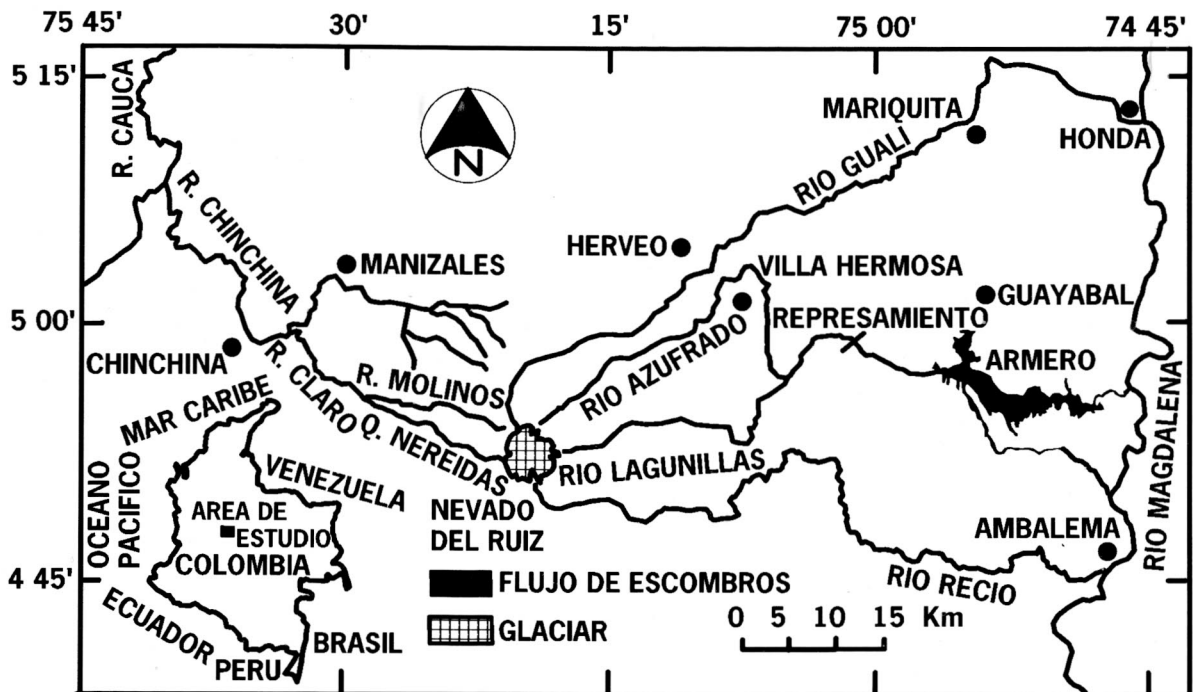 75 45'
30'
15'
75 00'
74 45'
5 15'
R. CAUCA
N
MARIQUITA
HONDA
RIO GUALI
R. CHINCHINA
HERVEO
MANIZALES
VILLA HERMOSA
GUAYABAL
5 00'
REPRESAMIENTO
CHINCHINA
RIO AZUFRADO
ARMERO
R. CLARO
R. MOLINOS
MAR CARIBE
Q. NEREIDAS
RIO LAGUNILLAS
RIO MAGDALENA
OCEANO
PACIFICO
VENEZUELA
AREA DE
ESTUDIO
COLOMBIA
NEVADO
DEL RUIZ
AMBALEMA
4 45'
FLUJO DE ESCOMBROS
RIO RECIO
ECUADOR
0 5 10 15 Km
GLACIAR
PERU
BRASIL